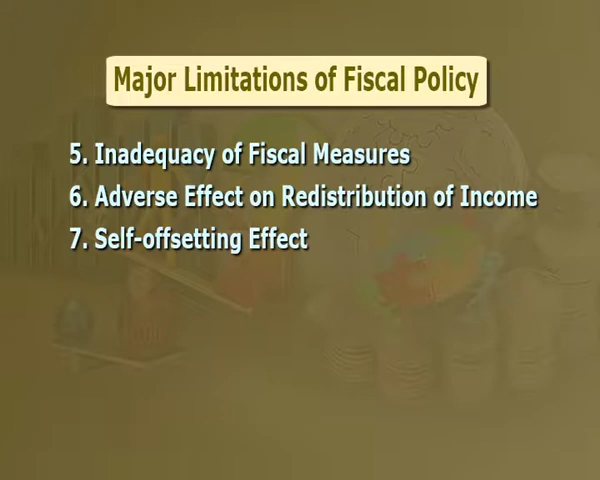 Major Limitations of Fiscal Policy
5. Inadequacy of Fiscal Measures
6. Adverse Effect on Redistribution of Income
7. Self-offsetting Effect